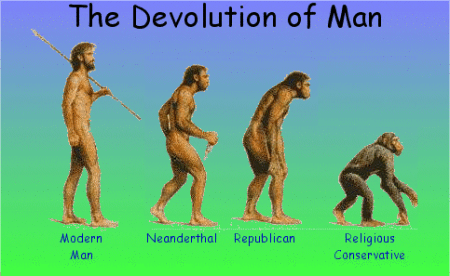 The Devolution of Man
Modern Man
Neanderthal
Republican
Religious Conservative